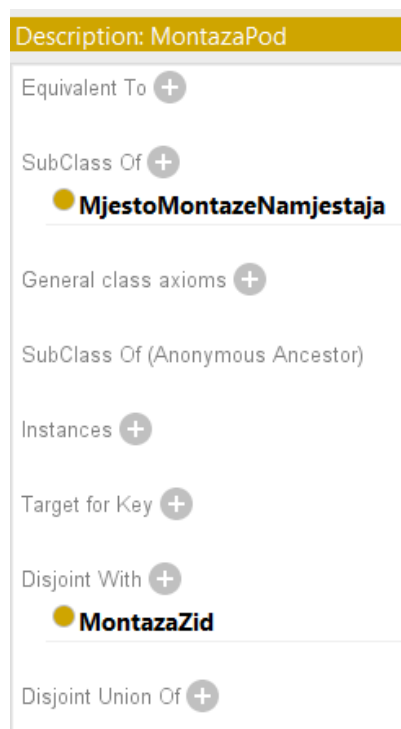 Description: MontazaPod
Equivalent To
SubClass Of
MjestoMontazeNamjestaja
General class axioms
SubClass Of (Anonymous Ancestor)
Instances
Target for Key
Disjoint With
MontazaZid
Disjoint Union Of